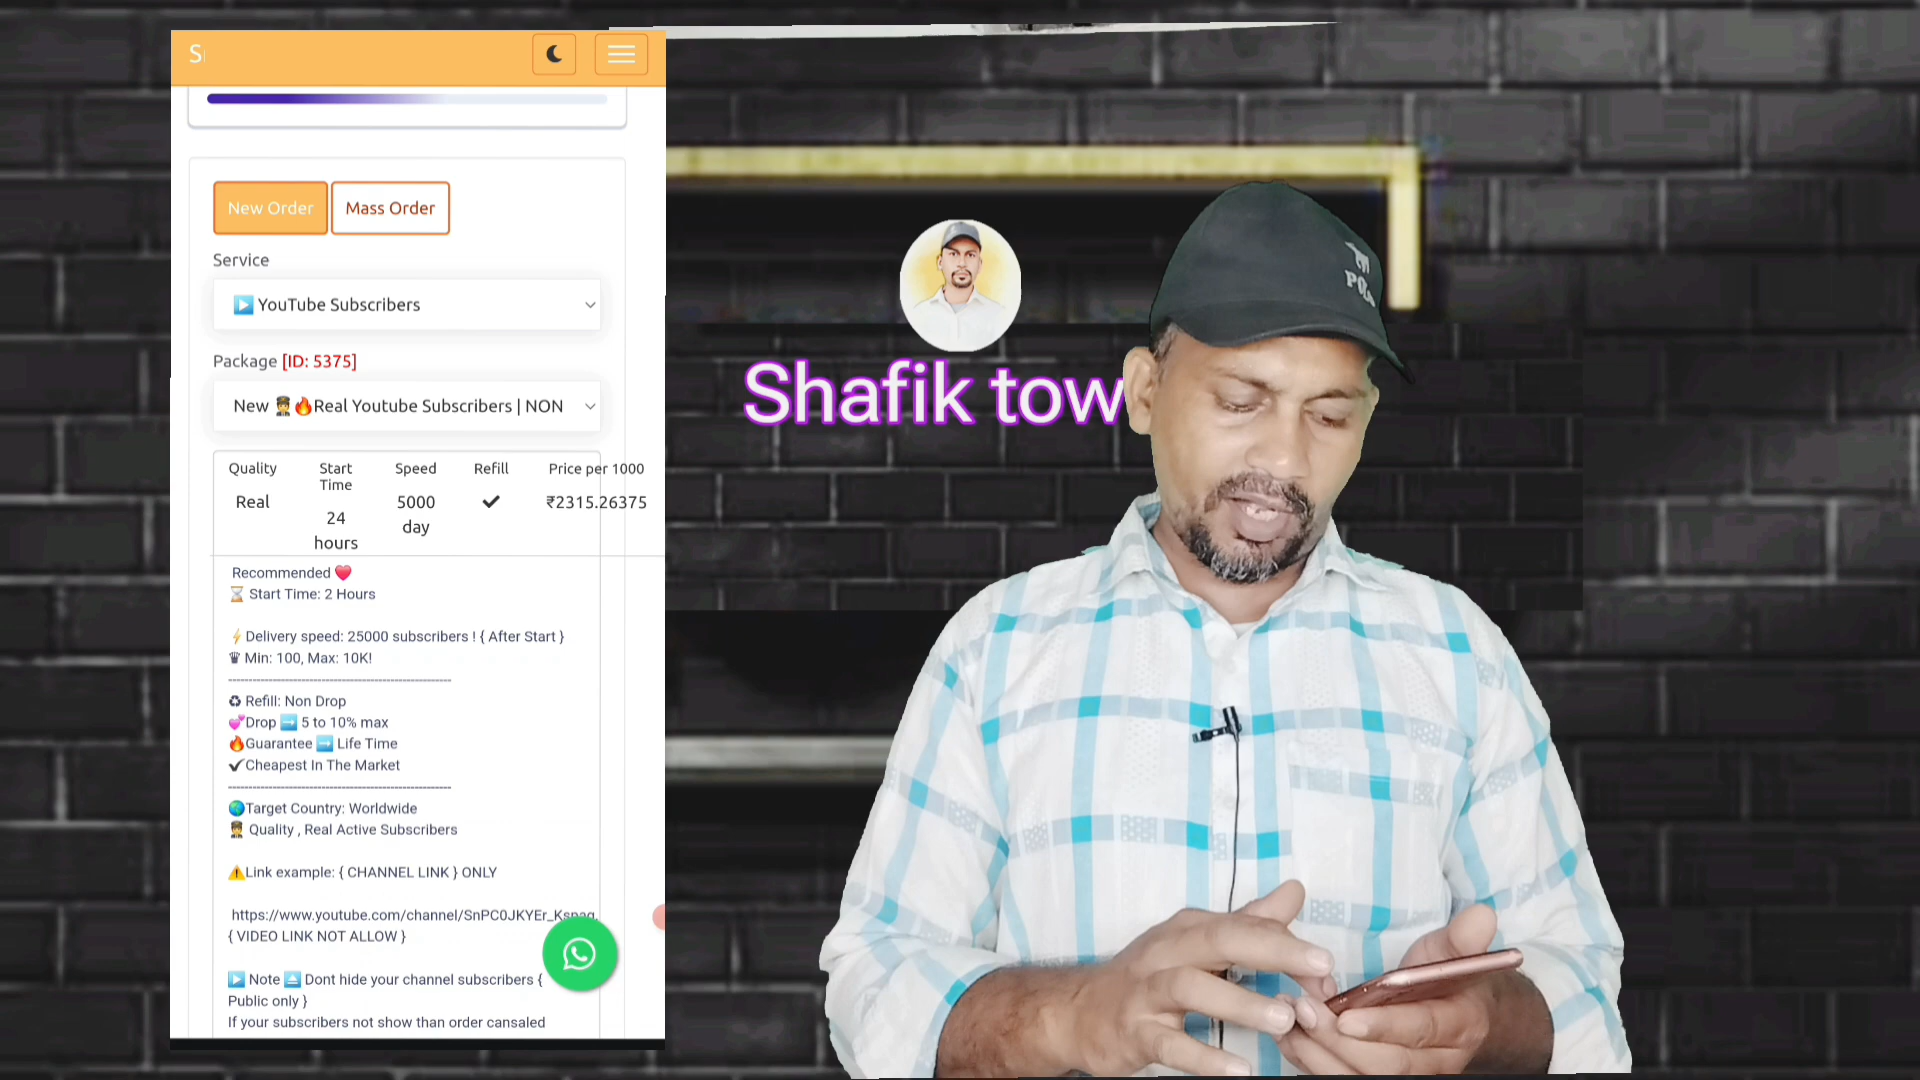 New Order
Mass Order
Service
▶️ YouTube Subscribers
Package [ID: 5375]
New 👨‍✈️🔥Real Youtube Subscribers | NON
Quality Start Time Speed Refill Price per 1000
Real 24 hours 5000 day ✔ ₹2315.26375
Recommended ❤️
⏳ Start Time: 2 Hours
⚡Delivery speed: 25000 subscribers ! { After Start }
♛ Min: 100, Max: 10K!
----------------------------------------------------
♻ Refill: Non Drop
💕Drop ➡️ 5 to 10% max
🔥Guarantee ➡️ Life Time
✔Cheapest In The Market
----------------------------------------------------
🌍Target Country: Worldwide
👨‍✈️ Quality , Real Active Subscribers
⚠️Link example: { CHANNEL LINK } ONLY
https://www.youtube.com/channel/SnPC0JKYEr_Kspag
{ VIDEO LINK NOT ALLOW }
▶️ Note ⏏️ Dont hide your channel subscribers {
Public only }
If your subscribers not show than order cansaled
Shafik tow
POLO